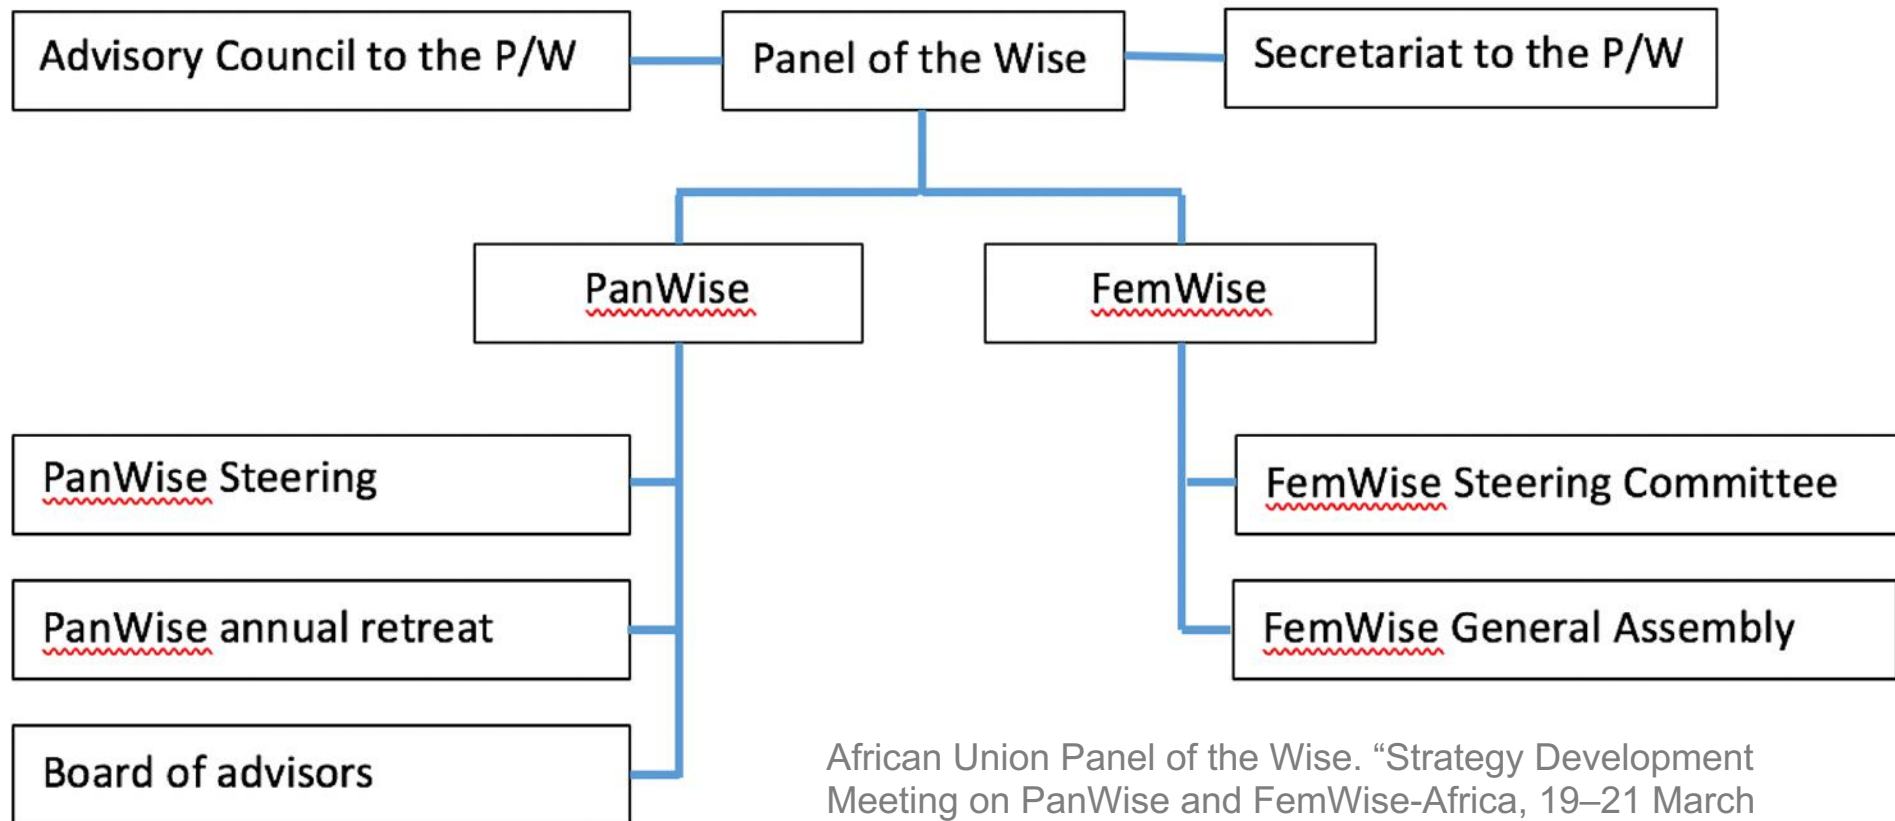 Advisory Council to the P/W
Panel of the Wise
Secretariat to the P/W
PanWise
FemWise
PanWise Steering
FemWise Steering Committee
PanWise annual retreat
FemWise General Assembly
Board of advisors
African Union Panel of the Wise. “Strategy Development
Meeting on PanWise and FemWise-Africa, 19–21 March